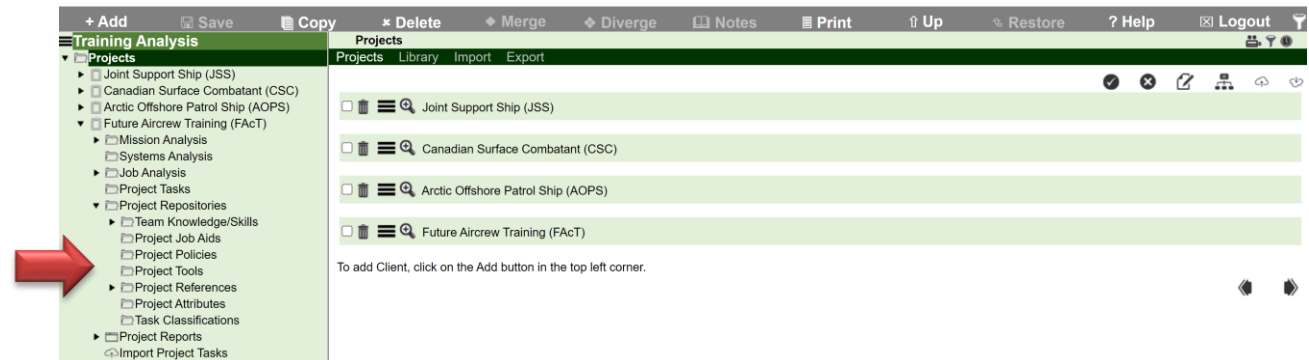 + Add Save Copy × Delete Merge Diverge Notes Print Up Restore ? Help Logout
Training Analysis
Projects
Joint Support Ship (JSS)
Canadian Surface Combatant (CSC)
Arctic Offshore Patrol Ship (AOPS)
Future Aircrew Training (FAcT)
Mission Analysis
Systems Analysis
Job Analysis
Project Tasks
Project Repositories
Team Knowledge/Skills
Project Job Aids
Project Policies
Project Tools
Project References
Project Attributes
Task Classifications
Project Reports
Import Project Tasks
Projects
Projects Library Import Export
Joint Support Ship (JSS)
Canadian Surface Combatant (CSC)
Arctic Offshore Patrol Ship (AOPS)
Future Aircrew Training (FAcT)
To add Client, click on the Add button in the top left corner.